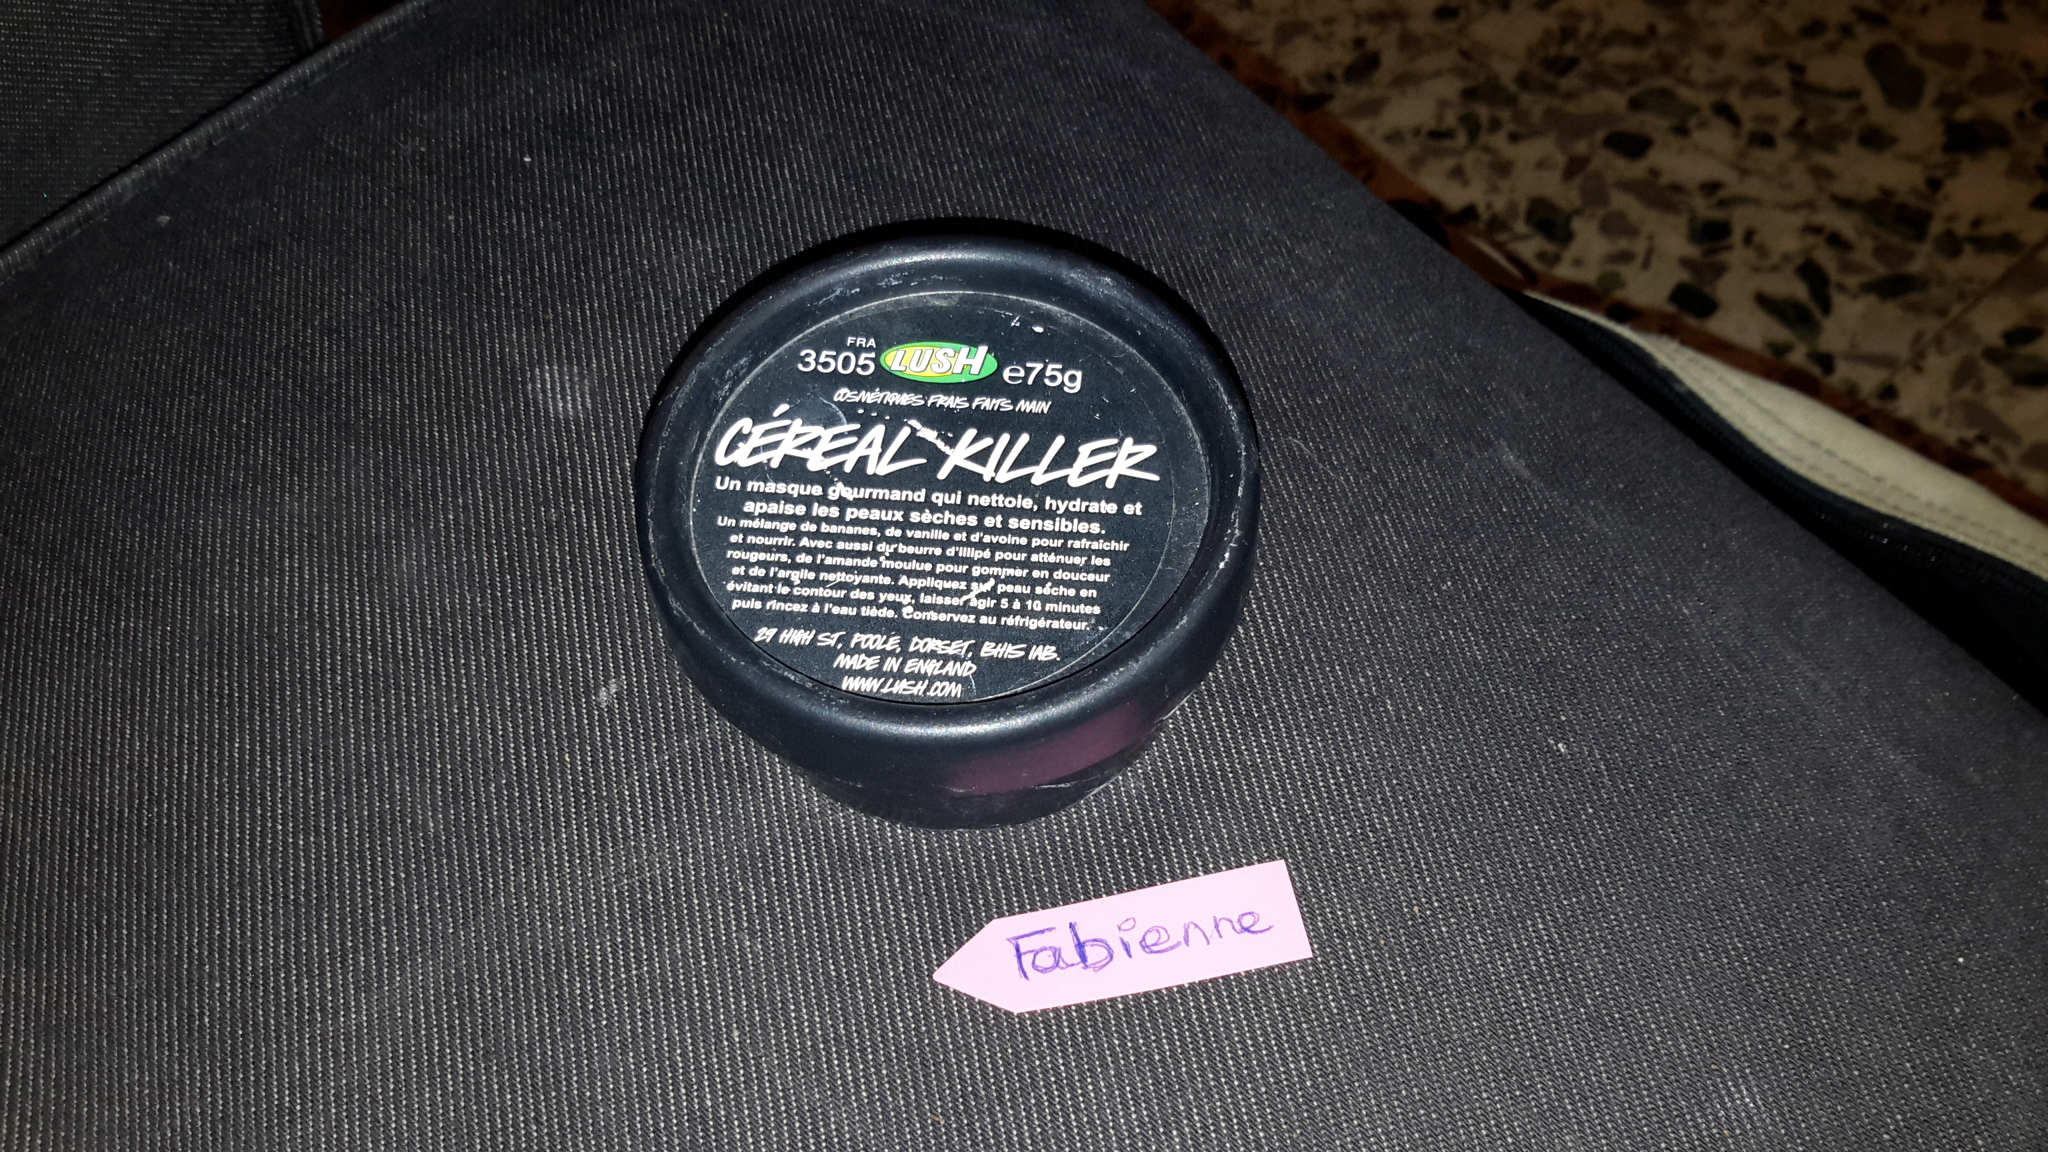 FRA
3505 LUSH e75g
COSMÉTIQUES FRAIS FAITS MAIN
CÉREAL KILLER
Un masque gourmand qui nettoie, hydrate et
apaise les peaux sèches et sensibles.
Un mélange de bananes, de vanille et d'avoine pour rafraîchir
et nourrir. Avec aussi du beurre d'illipé pour atténuer les
rougeurs, de l'amande moulue pour gommer en douceur
et de l'argile nettoyante. Appliquez sur peau séche en
évitant le contour des yeux, laisser agir 5 à 10 minutes
puis rincez à l'eau tiède. Conservez au réfrigérateur.
29 HIGH ST, POOLE, DORSET, BH15 1AB.
MADE IN ENGLAND
WWW.LUSH.COM
Fabienne